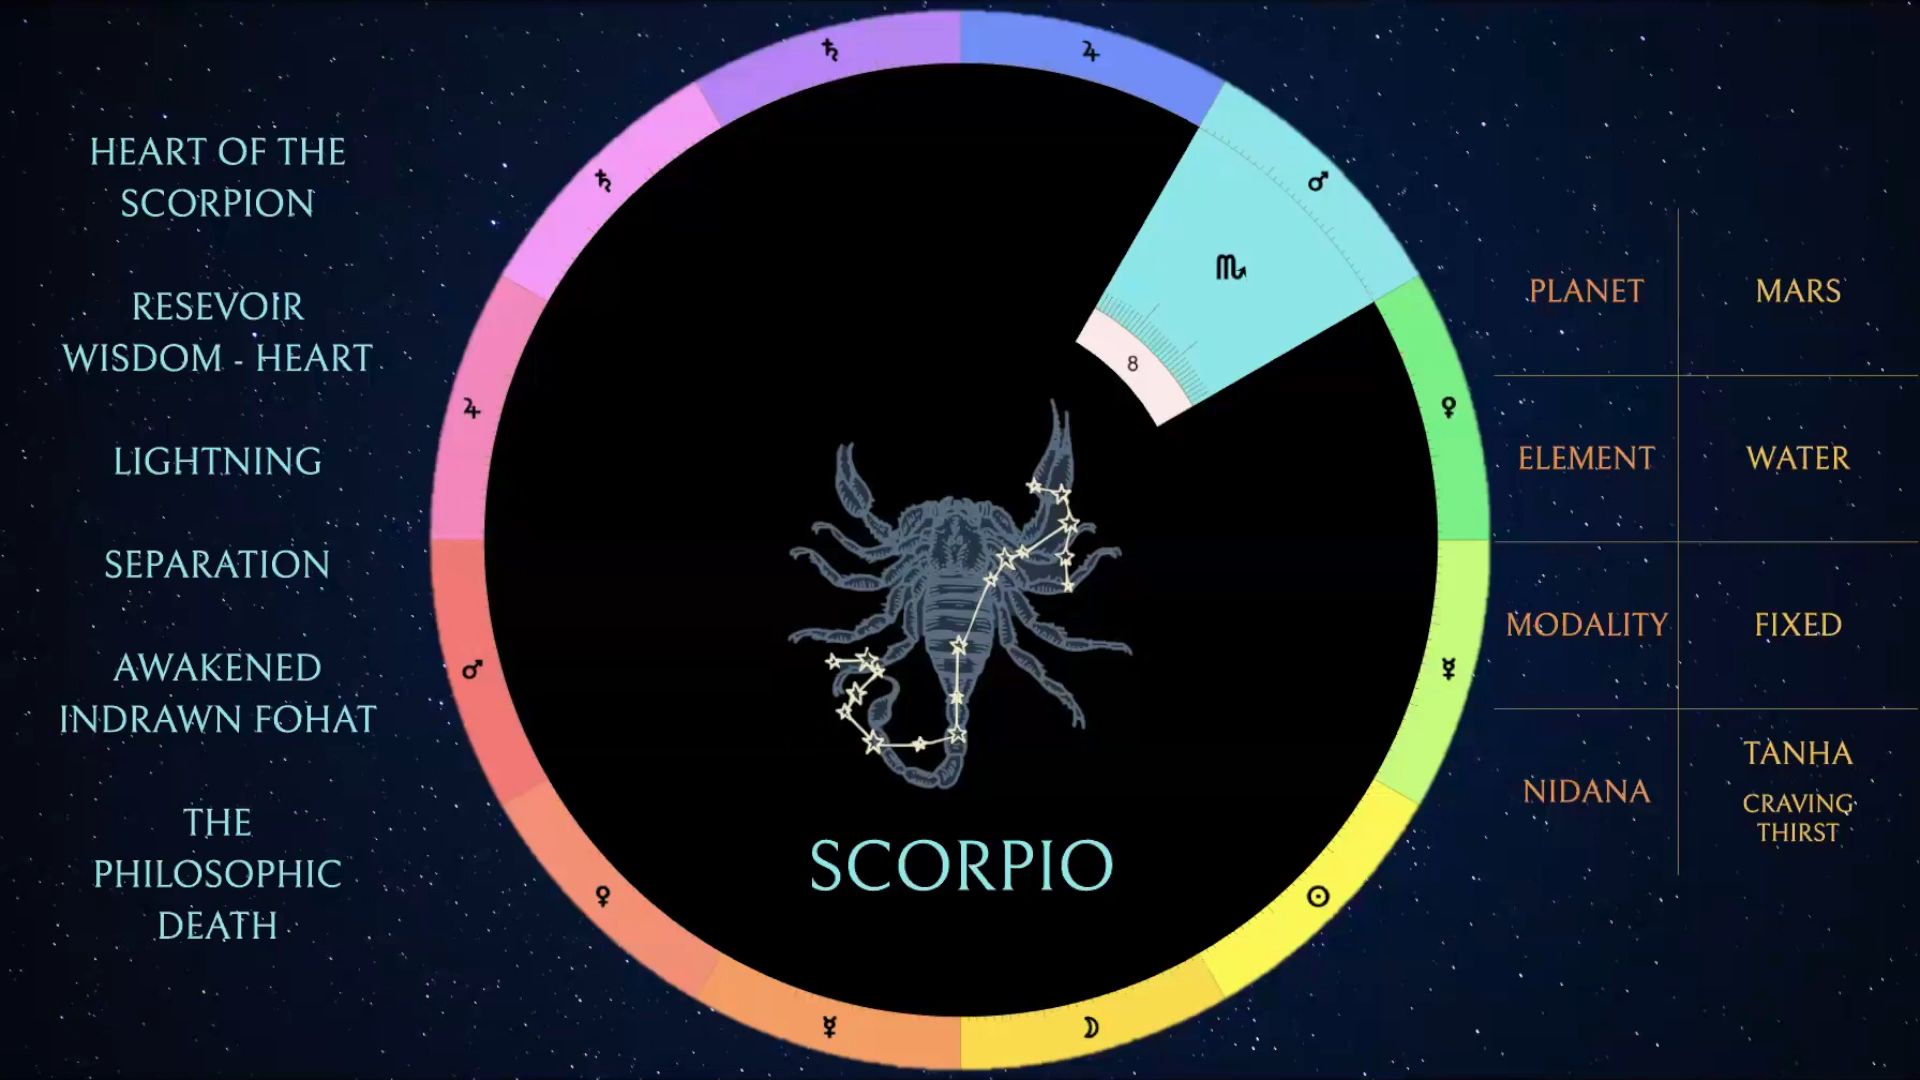 HEART OF THE
SCORPION
RESEVOIR
WISDOM - HEART
LIGHTNING
SEPARATION
AWAKENED
INDRAWN FOHAT
THE
PHILOSOPHIC
DEATH
♄
♃
♄
♂
♏
8
♃
♀
♂
☿
♀
☉
☿
☽
SCORPIO
PLANET MARS
ELEMENT WATER
MODALITY FIXED
NIDANA TANHA
CRAVING
THIRST